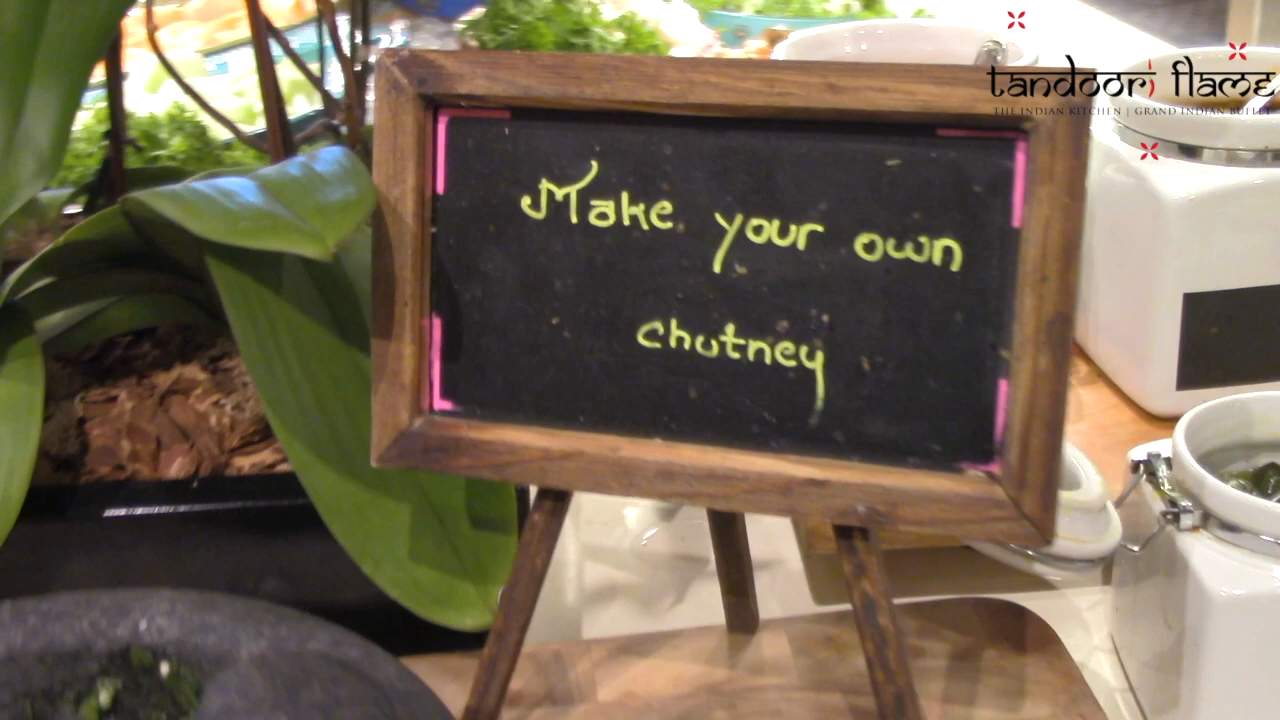 tandoori flame
THE INDIAN KITCHEN | GRAND INDIAN BUFFET
Make your own
chutney